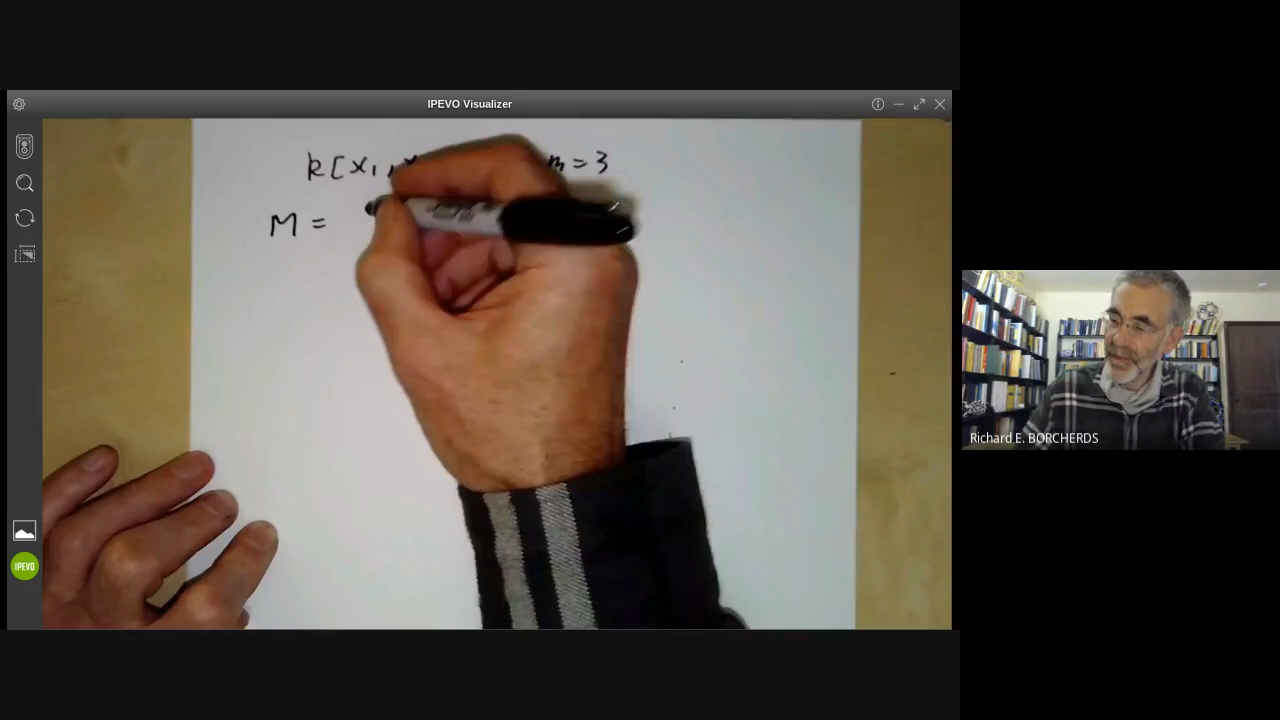 IPEVO Visualizer
k[x₁, x = 3
M =
IPEVO
Richard E. BORCHERDS